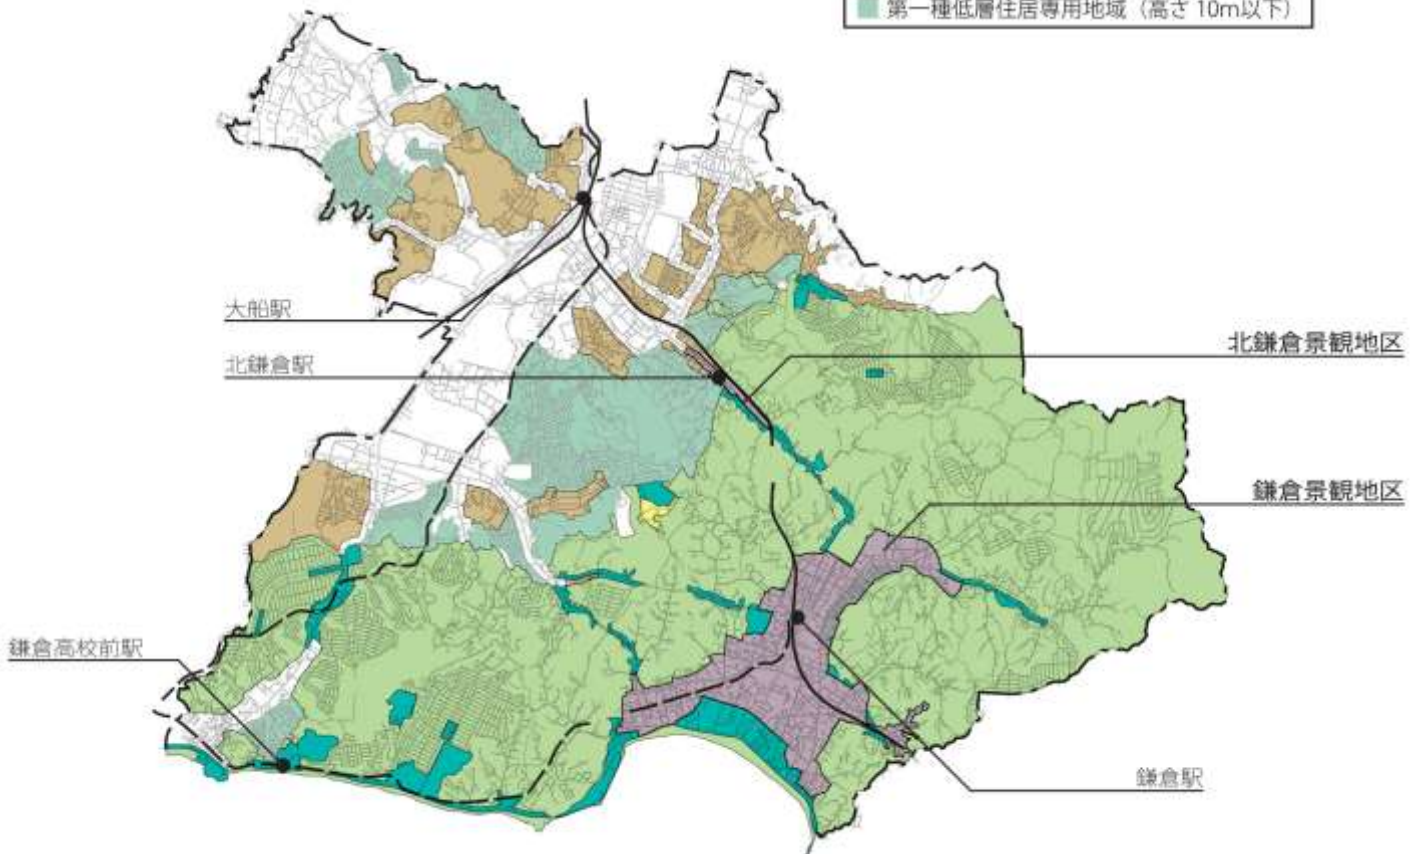 第一種低層住居専用地域（高さ 10m以下）
大船駅
北鎌倉景観地区
北鎌倉駅
鎌倉景観地区
鎌倉高校前駅
鎌倉駅